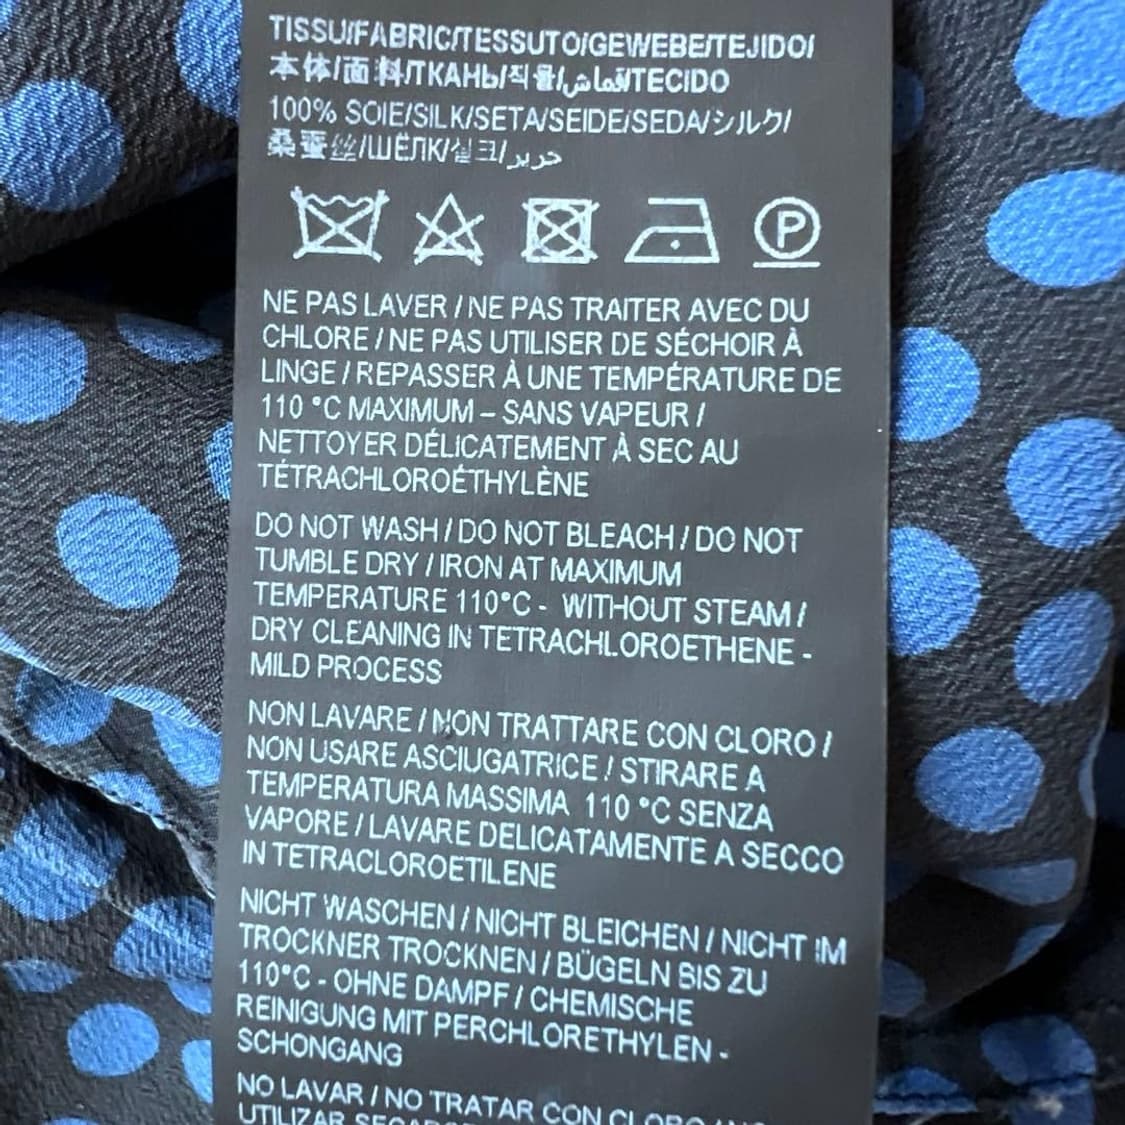 TISSU/FABRIC/TESSUTO/GEWEBE/TEJIDO/
本体/面料/ТКАНЬ/직물/قماش/TECIDO
100% SOIE/SILK/SETA/SEIDE/SEDA/シルク/
桑蚕丝/ШЁЛК/실크/حرير
P
NE PAS LAVER / NE PAS TRAITER AVEC DU
CHLORE / NE PAS UTILISER DE SÉCHOIR À
LINGE / REPASSER À UNE TEMPÉRATURE DE
110 °C MAXIMUM – SANS VAPEUR /
NETTOYER DÉLICATEMENT À SEC AU
TÉTRACHLOROÉTHYLÈNE
DO NOT WASH / DO NOT BLEACH / DO NOT
TUMBLE DRY / IRON AT MAXIMUM
TEMPERATURE 110°C - WITHOUT STEAM /
DRY CLEANING IN TETRACHLOROETHENE -
MILD PROCESS
NON LAVARE / NON TRATTARE CON CLORO /
NON USARE ASCIUGATRICE / STIRARE A
TEMPERATURA MASSIMA 110 °C SENZA
VAPORE / LAVARE DELICATAMENTE A SECCO
IN TETRACLOROETILENE
NICHT WASCHEN / NICHT BLEICHEN / NICHT IM
TROCKNER TROCKNEN / BÜGELN BIS ZU
110°C - OHNE DAMPF / CHEMISCHE
REINIGUNG MIT PERCHLORETHYLEN -
SCHONGANG
NO LAVAR / NO TRATAR CON CLORO / NO
UTILIZAR